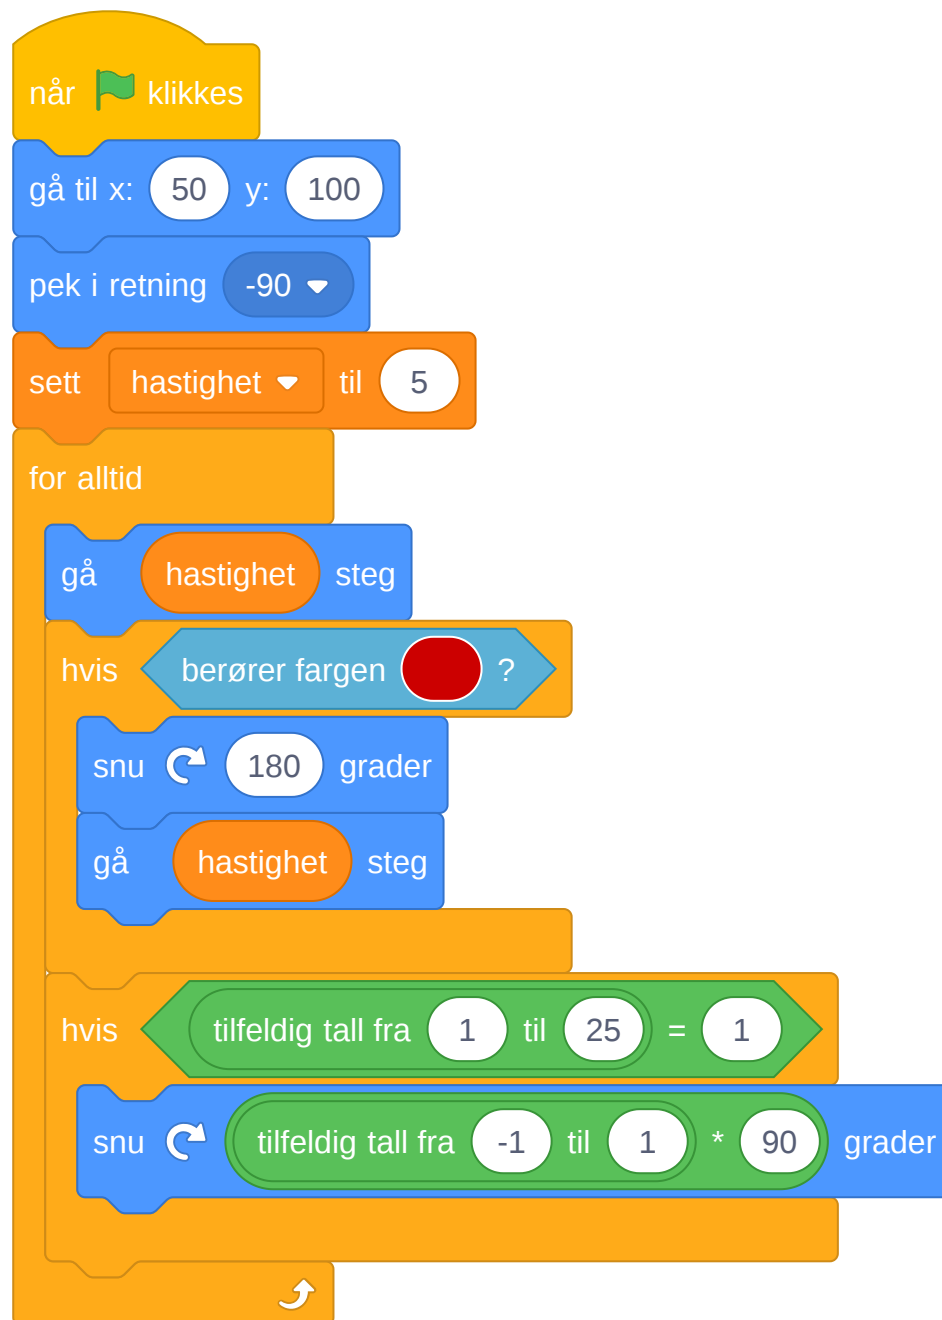 når klikkes
gå til x: 50 y: 100
pek i retning -90
sett hastighet til 5
for alltid
gå hastighet steg
hvis berører fargen ?
snu 180 grader
gå hastighet steg
hvis tilfeldig tall fra 1 til 25 = 1
snu tilfeldig tall fra -1 til 1 * 90 grader